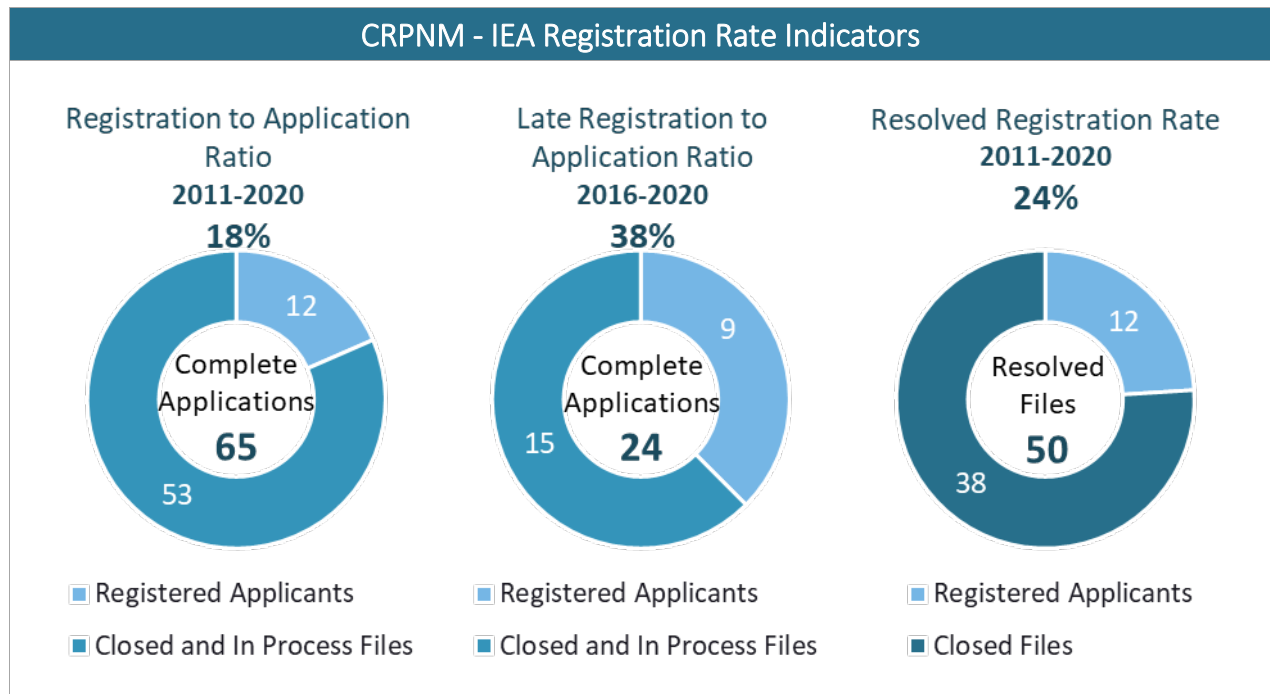 CRPNM - IEA Registration Rate Indicators
Registration to Application
Ratio
2011-2020
18%
12
Complete
Applications
65
53
Registered Applicants
Closed and In Process Files
Late Registration to
Application Ratio
2016-2020
38%
9
Complete
Applications
24
15
Registered Applicants
Closed and In Process Files
Resolved Registration Rate
2011-2020
24%
12
Resolved
Files
50
38
Registered Applicants
Closed Files